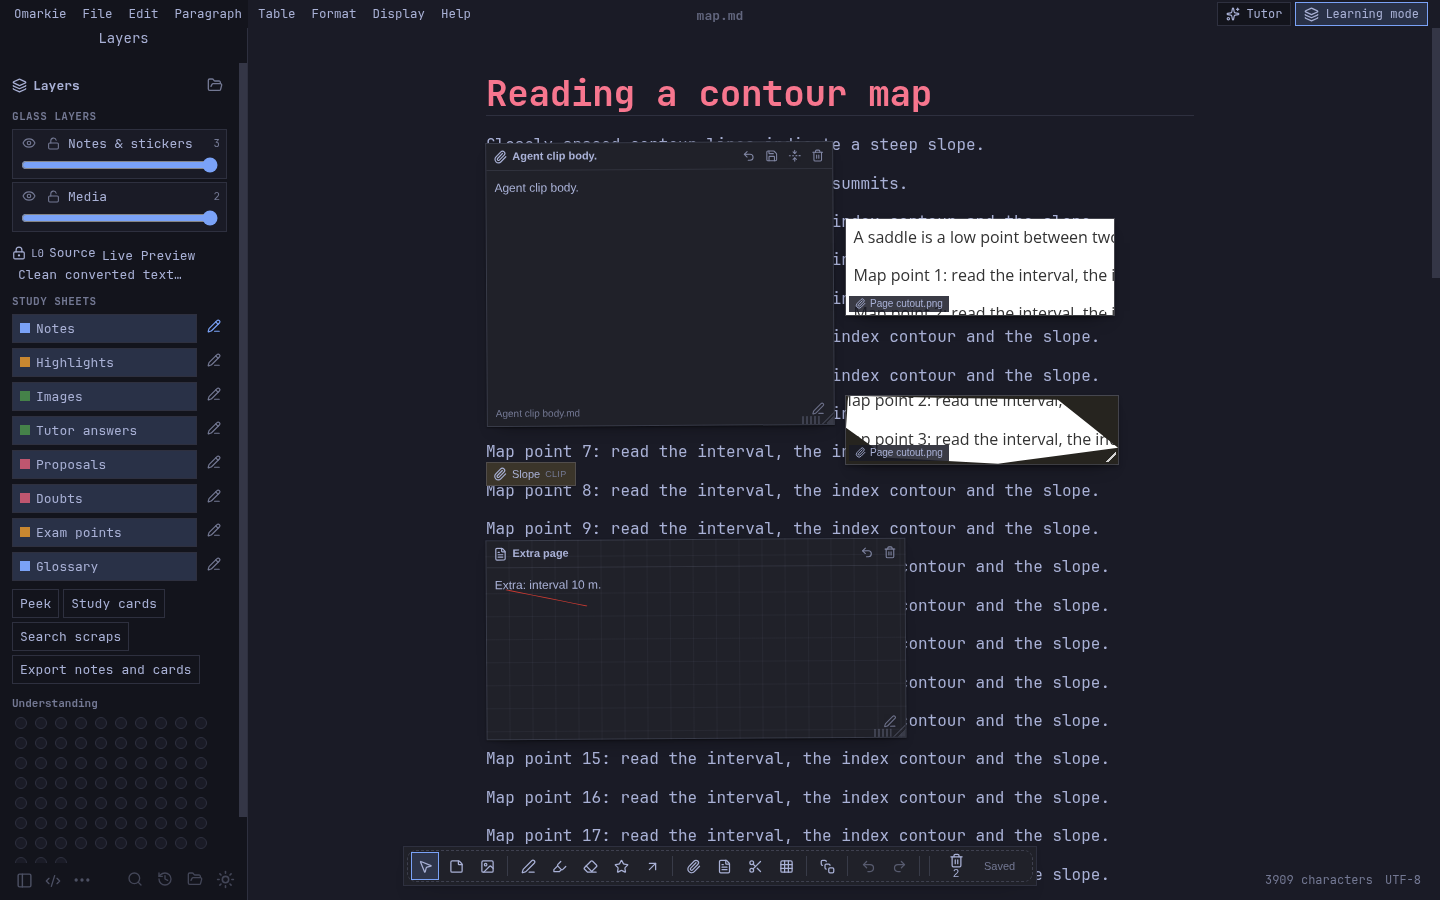 Omarkie File Edit Paragraph Table Format Display Help
map.md
Tutor
Learning mode
Layers
Layers
GLASS LAYERS
Notes & stickers 3
Media 2
L0 Source Live Preview
Clean converted text…
STUDY SHEETS
Notes
Highlights
Images
Tutor answers
Proposals
Doubts
Exam points
Glossary
Peek
Study cards
Search scraps
Export notes and cards
Understanding
Reading a contour map
e a steep slope.
Agent clip body.
Agent clip body.
Agent clip body.md
summits.
A saddle is a low point between two
Map point 1: read the interval, the i
Page cutout.png
index contour and the slope.
index contour and the slope.
map point 2: read the interval,
p point 3: read the interval, the in
Page cutout.png
Map point 7: read the interval, the in
Slope CLIP
Map point 8: read the interval, the index contour and the slope.
Map point 9: read the interval, the index contour and the slope.
Extra page
Extra: interval 10 m.
contour and the slope.
contour and the slope.
contour and the slope.
contour and the slope.
contour and the slope.
Map point 15: read the interval, the index contour and the slope.
Map point 16: read the interval, the index contour and the slope.
Map point 17: read the interval, the index contour and the slope.
e slope.
2
Saved
3909 characters UTF-8